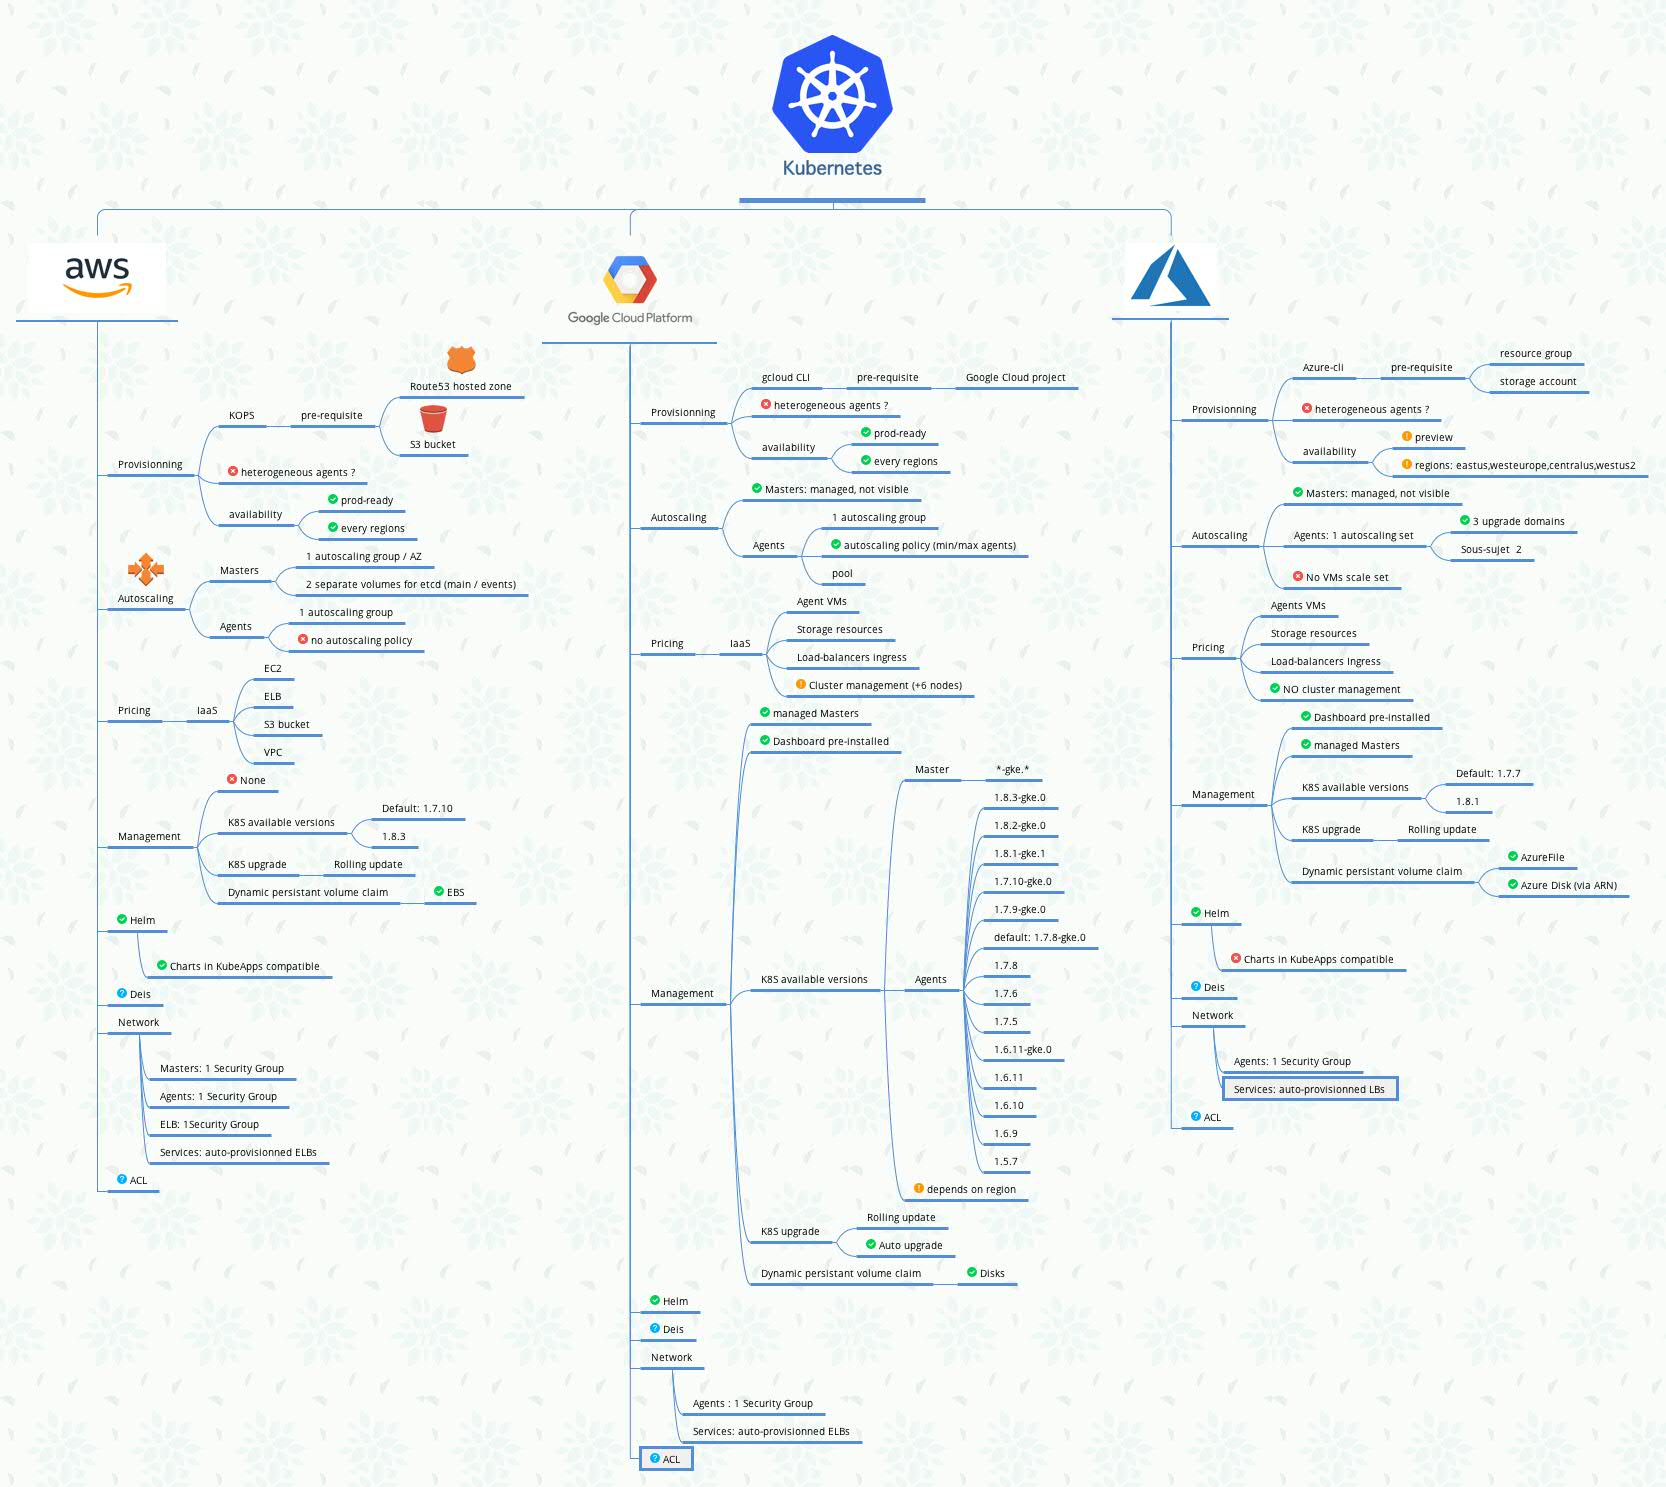 Kubernetes
aws
Provisionning
KOPS
pre-requisite
Route53 hosted zone
S3 bucket
heterogeneous agents ?
availability
prod-ready
every regions
Autoscaling
Masters
1 autoscaling group / AZ
2 separate volumes for etcd (main / events)
Agents
1 autoscaling group
no autoscaling policy
Pricing
IaaS
EC2
ELB
S3 bucket
VPC
Management
None
K8S available versions
Default: 1.7.10
1.8.3
K8S upgrade
Rolling update
Dynamic persistant volume claim
EBS
Helm
Charts in KubeApps compatible
Deis
Network
Masters: 1 Security Group
Agents: 1 Security Group
ELB: 1Security Group
Services: auto-provisionned ELBs
ACL
Google Cloud Platform
Provisionning
gcloud CLI
pre-requisite
Google Cloud project
heterogeneous agents ?
availability
prod-ready
every regions
Autoscaling
Masters: managed, not visible
Agents
1 autoscaling group
autoscaling policy (min/max agents)
pool
Pricing
IaaS
Agent VMs
Storage resources
Load-balancers ingress
Cluster management (+6 nodes)
Management
managed Masters
Dashboard pre-installed
K8S available versions
Master
*-gke.*
Agents
1.8.3-gke.0
1.8.2-gke.0
1.8.1-gke.1
1.7.10-gke.0
1.7.9-gke.0
default: 1.7.8-gke.0
1.7.8
1.7.6
1.7.5
1.6.11-gke.0
1.6.11
1.6.10
1.6.9
1.5.7
depends on region
K8S upgrade
Rolling update
Auto upgrade
Dynamic persistant volume claim
Disks
Helm
Deis
Network
Agents : 1 Security Group
Services: auto-provisionned ELBs
ACL
Provisionning
Azure-cli
pre-requisite
resource group
storage account
heterogeneous agents ?
availability
preview
regions: eastus,westeurope,centralus,westus2
Autoscaling
Masters: managed, not visible
Agents: 1 autoscaling set
3 upgrade domains
Sous-sujet 2
No VMs scale set
Pricing
Agents VMs
Storage resources
Load-balancers Ingress
NO cluster management
Management
Dashboard pre-installed
managed Masters
K8S available versions
Default: 1.7.7
1.8.1
K8S upgrade
Rolling update
Dynamic persistant volume claim
AzureFile
Azure Disk (via ARN)
Helm
Charts in KubeApps compatible
Deis
Network
Agents: 1 Security Group
Services: auto-provisionned LBs
ACL